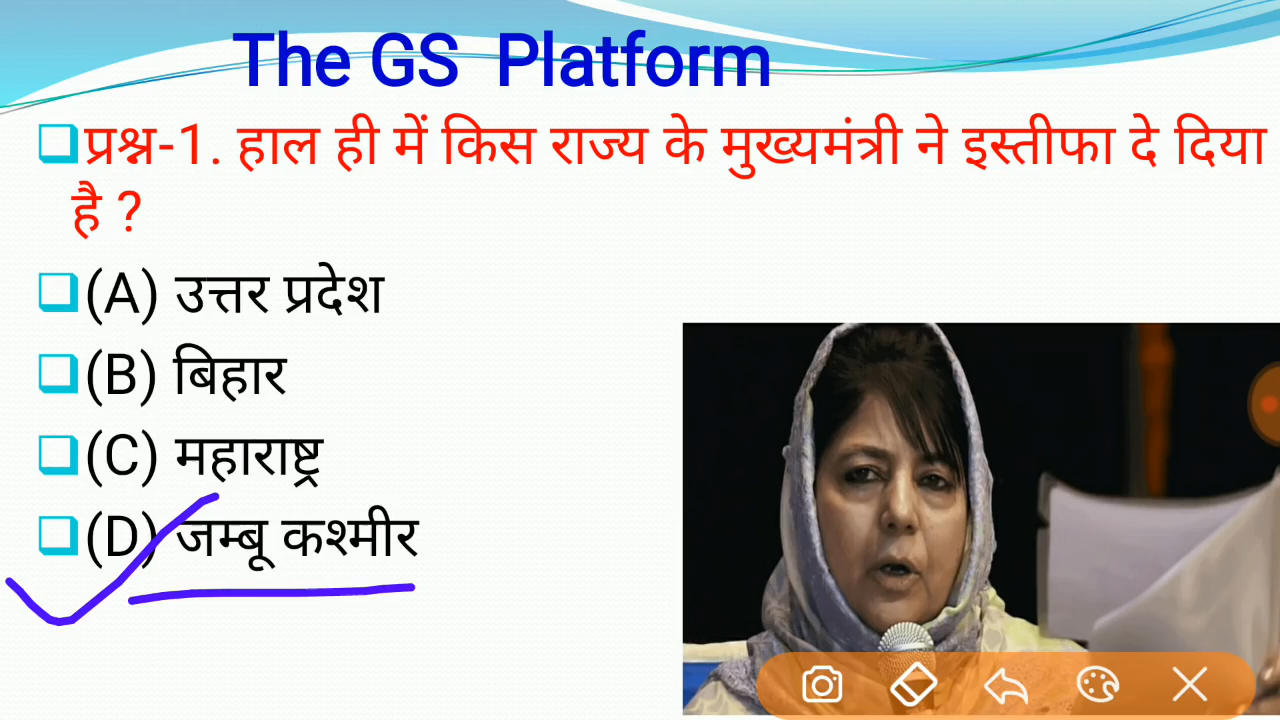 The GS Platform
प्रश्न-1. हाल ही में किस राज्य के मुख्यमंत्री ने इस्तीफा दे दिया
है ?
(A) उत्तर प्रदेश
(B) बिहार
(C) महाराष्ट्र
(D) जम्बू कश्मीर